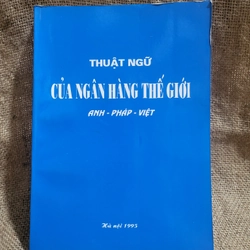 THUẬT NGỮ
CỦA NGÂN HÀNG THẾ GIỚI
ANH - PHÁP - VIỆT
Hà nội 1995